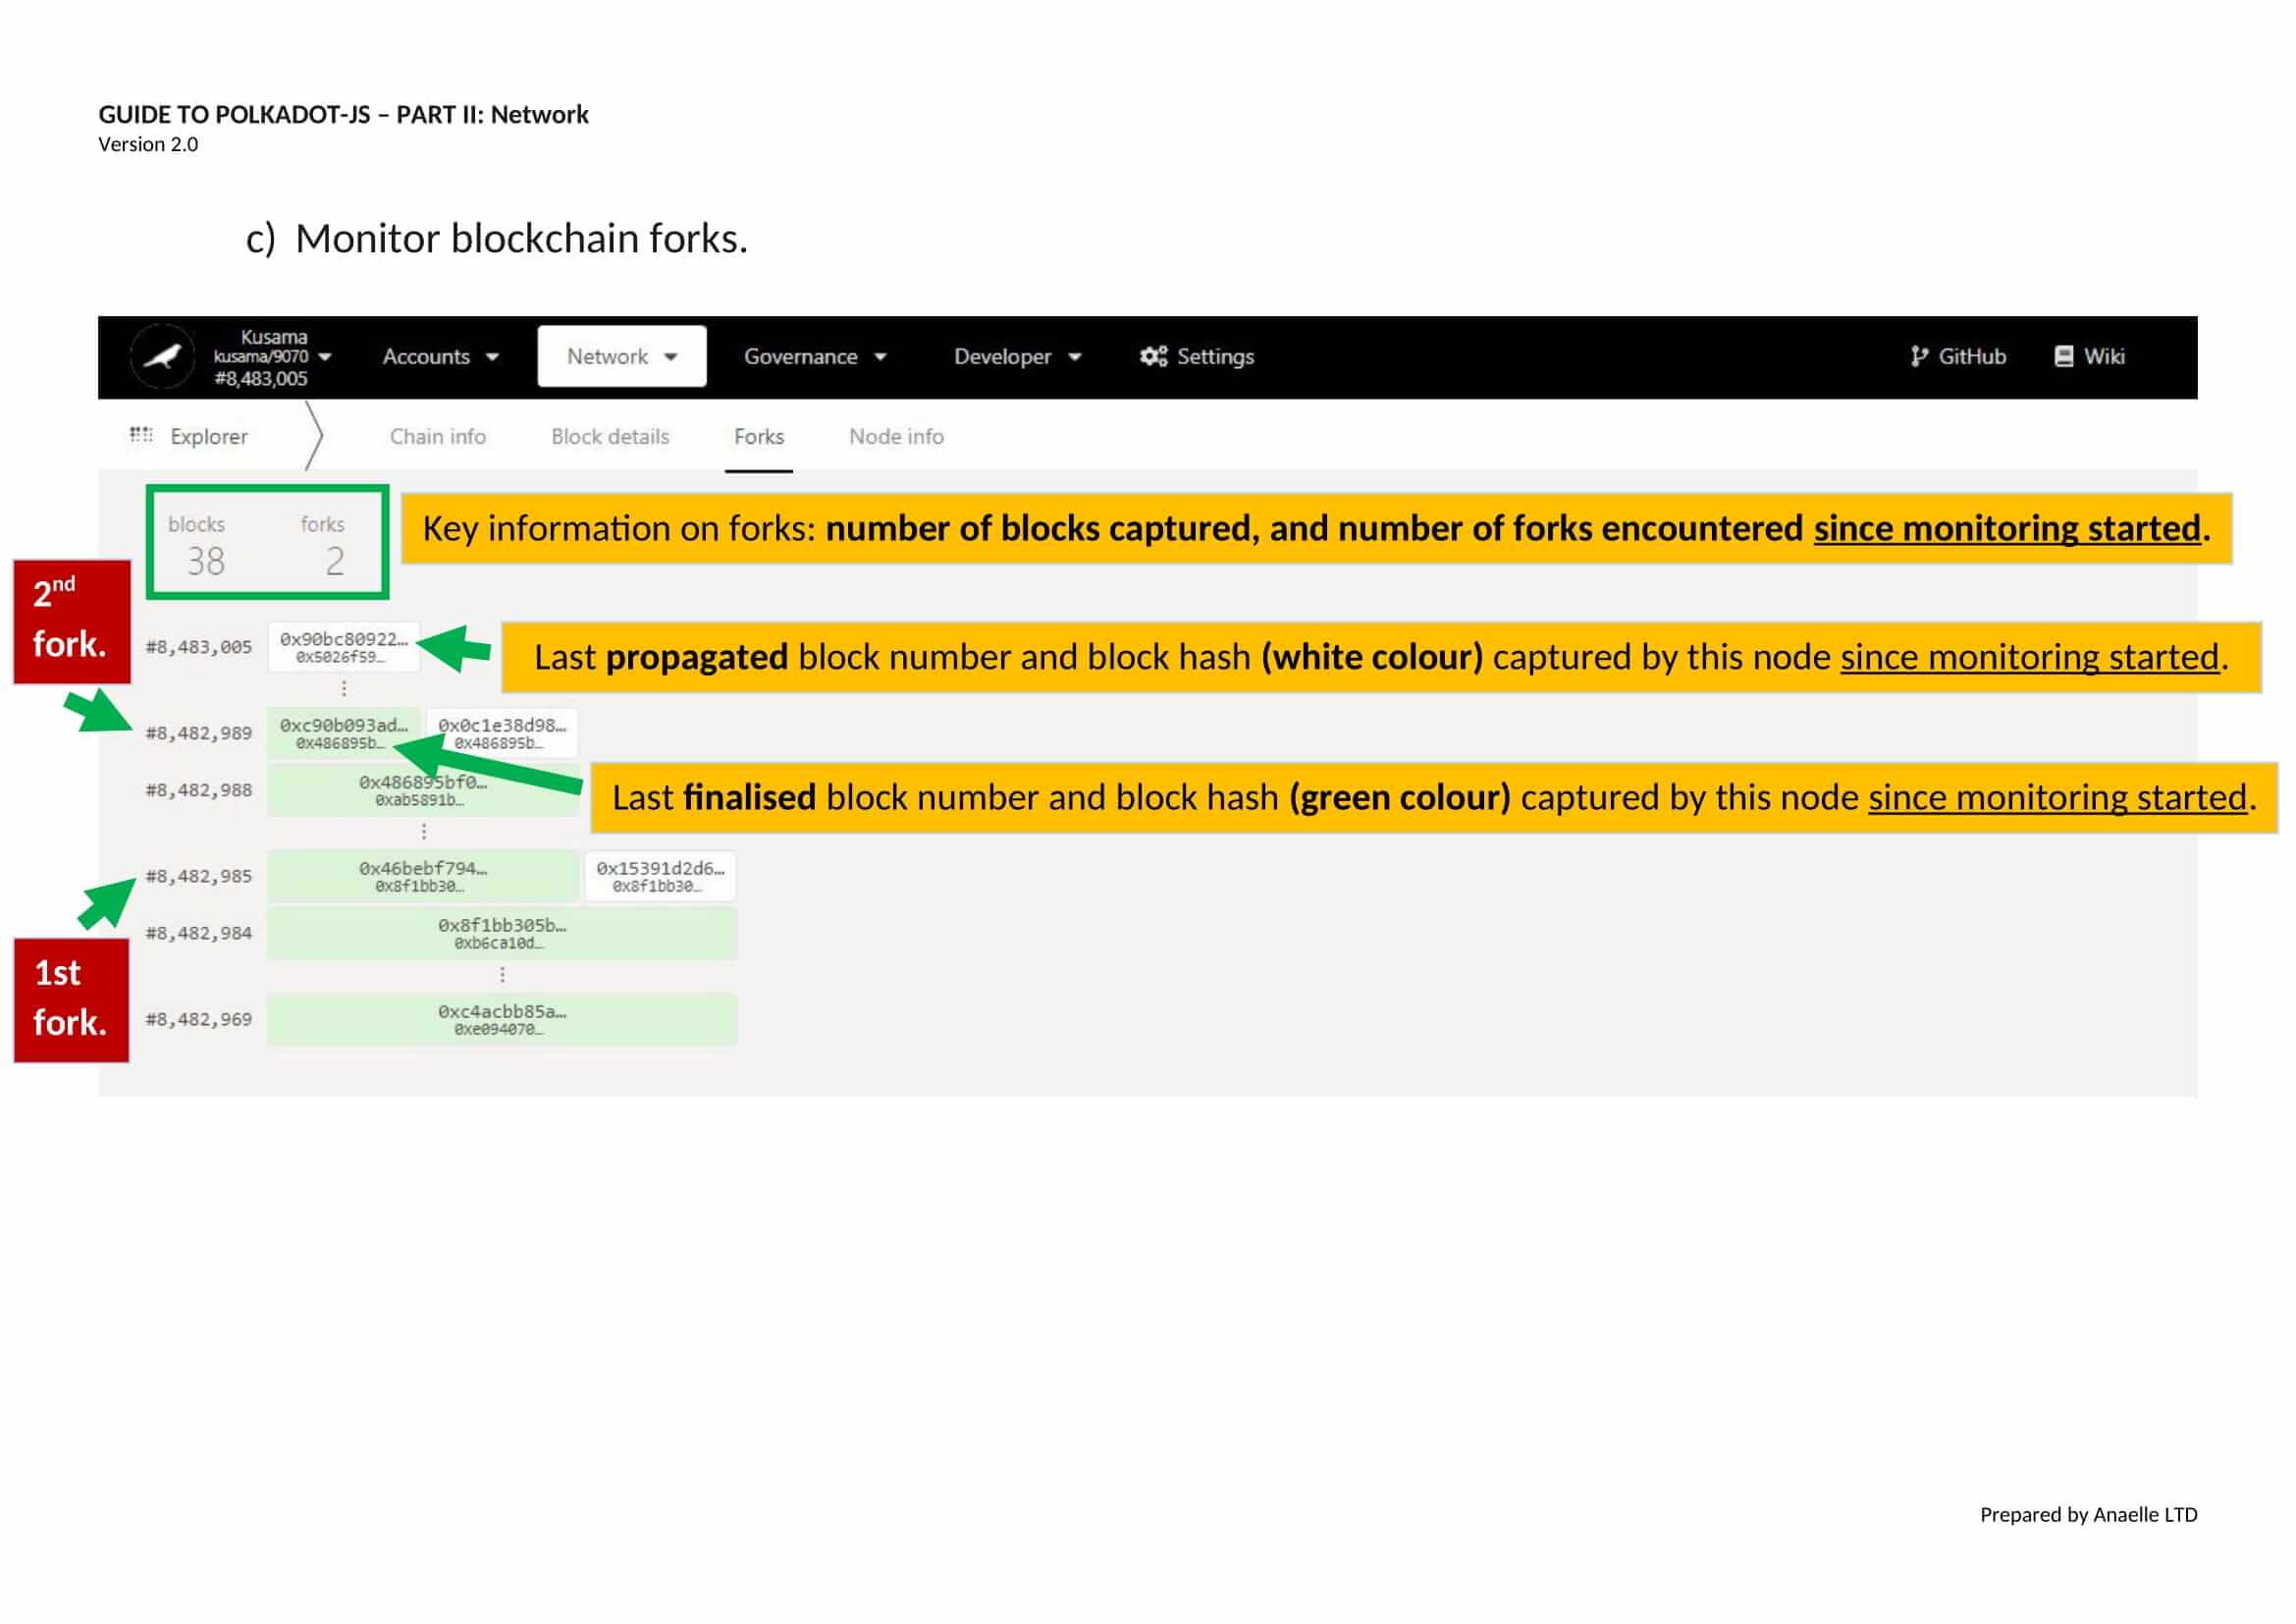 GUIDE TO POLKADOT-JS – PART II: Network
Version 2.0
c) Monitor blockchain forks.
Kusama
kusama/9070
#8,483,005
Accounts
Network
Governance
Developer
Settings
GitHub
Wiki
Explorer
Chain info
Block details
Forks
Node info
blocks
38
forks
2
Key information on forks: number of blocks captured, and number of forks encountered since monitoring started.
2nd
fork.
#8,483,005
0x90bc80922…
0x5026f59…
Last propagated block number and block hash (white colour) captured by this node since monitoring started.
⋮
#8,482,989
0xc90b093ad…
0x486895b…
0x0c1e38d98…
0x486895b…
#8,482,988
0x486895bf0…
0xab5891b…
Last finalised block number and block hash (green colour) captured by this node since monitoring started.
⋮
#8,482,985
0x46bebf794…
0x8f1bb30…
0x15391d2d6…
0x8f1bb30…
#8,482,984
0x8f1bb305b…
0xb6ca10d…
⋮
1st
fork.
#8,482,969
0xc4acbb85a…
0xe094070…
Prepared by Anaelle LTD